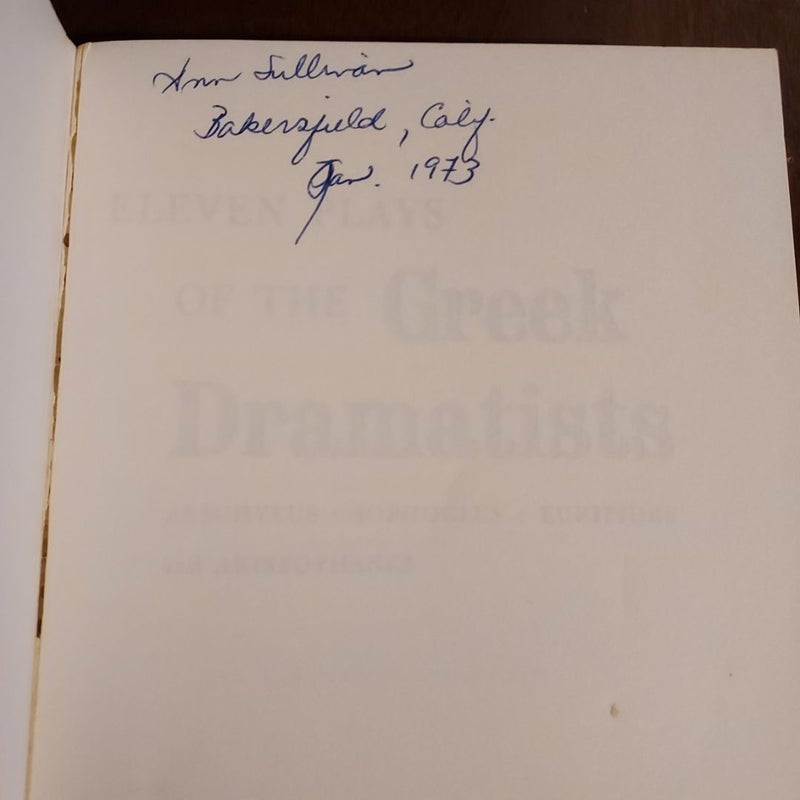 Ann Sullivan
Bakersfield, Calif.
Jan. 1973
ELEVEN PLAYS
OF THE Greek
Dramatists
AESCHYLUS · SOPHOCLES · EURIPIDES
and ARISTOPHANES